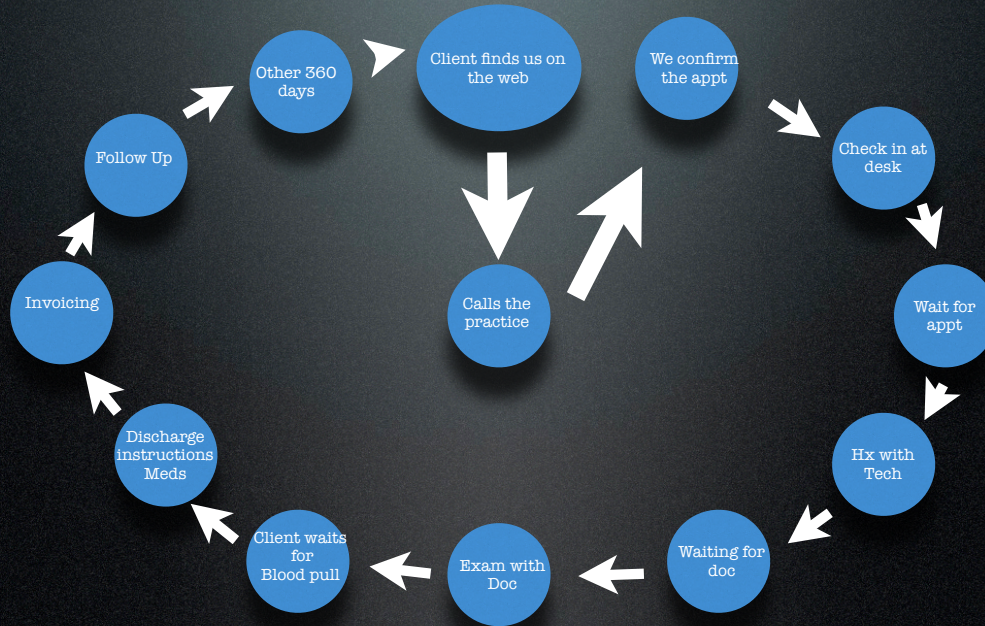 Client finds us on
the web
Calls the
practice
We confirm
the appt
Check in at
desk
Wait for
appt
Hx with
Tech
Waiting for
doc
Exam with
Doc
Client waits
for
Blood pull
Discharge
instructions
Meds
Invoicing
Follow Up
Other 360
days